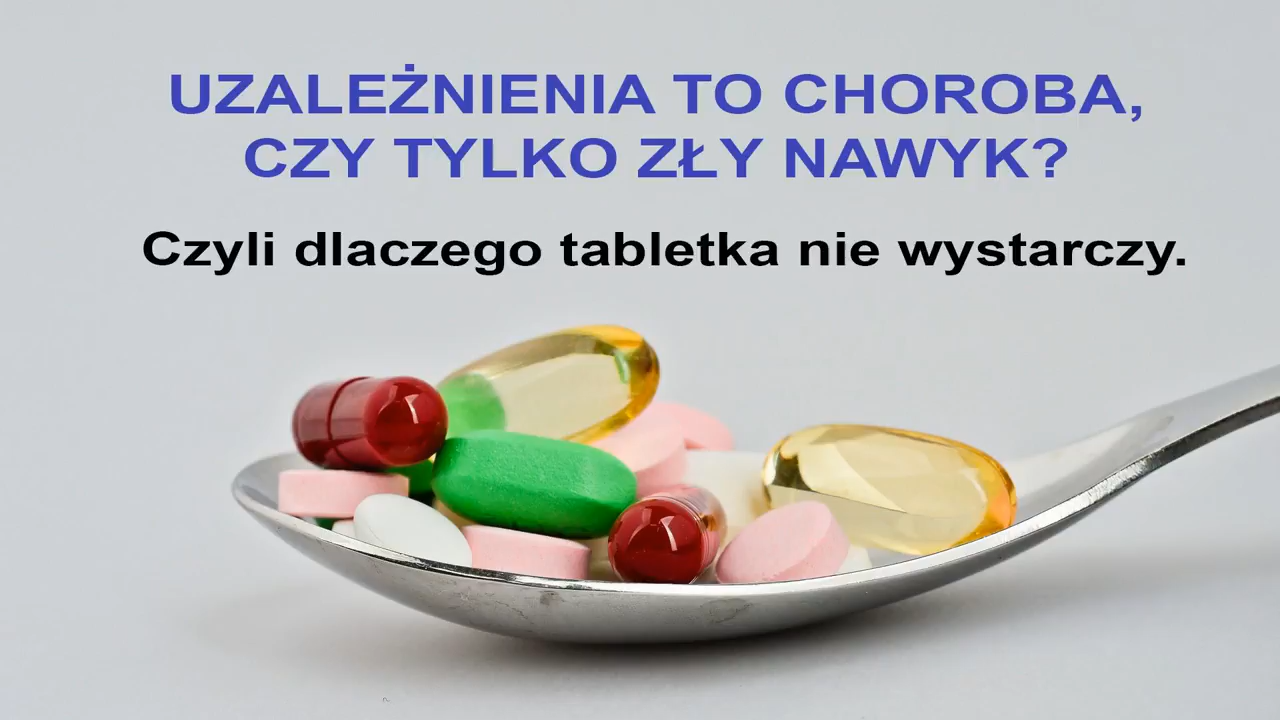 UZALEŻNIENIA TO CHOROBA,
CZY TYLKO ZŁY NAWYK?
Czyli dlaczego tabletka nie wystarczy.